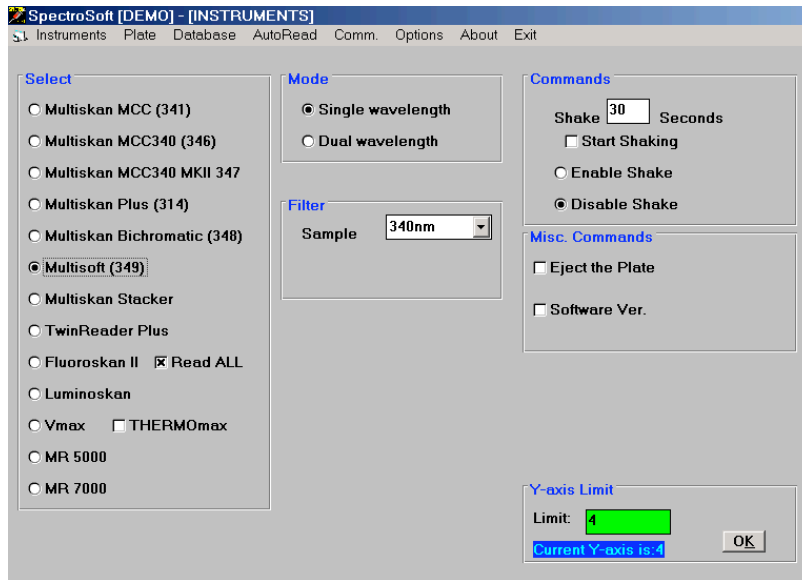 SpectroSoft [DEMO] - [INSTRUMENTS]
Instruments Plate Database AutoRead Comm. Options About Exit
Select
Multiskan MCC (341)
Multiskan MCC340 (346)
Multiskan MCC340 MKII 347
Multiskan Plus (314)
Multiskan Bichromatic (348)
Multisoft (349)
Multiskan Stacker
TwinReader Plus
Fluoroskan II Read ALL
Luminoskan
Vmax THERMOmax
MR 5000
MR 7000
Mode
Single wavelength
Dual wavelength
Filter
Sample 340nm
Commands
Shake 30 Seconds
Start Shaking
Enable Shake
Disable Shake
Misc. Commands
Eject the Plate
Software Ver.
Y-axis Limit
Limit: 4
Current Y-axis is:4
OK